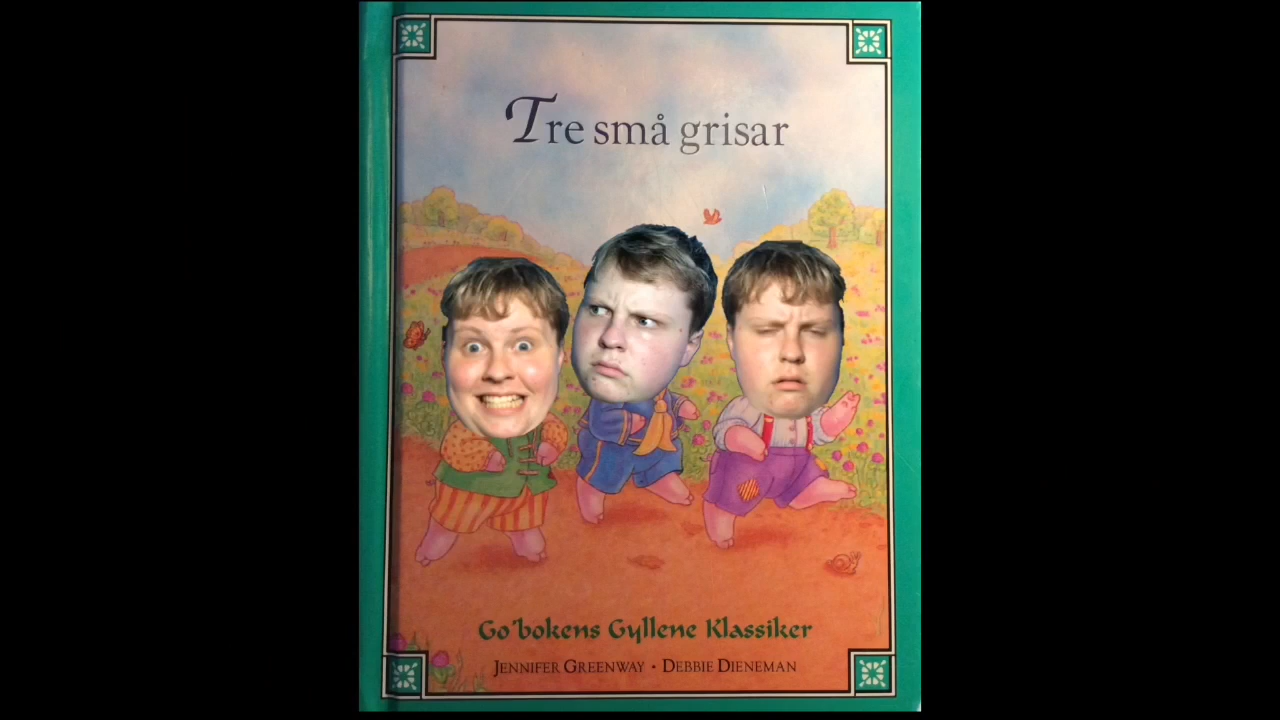 Tre små grisar
Go'bokens Gyllene Klassiker
JENNIFER GREENWAY • DEBBIE DIENEMAN